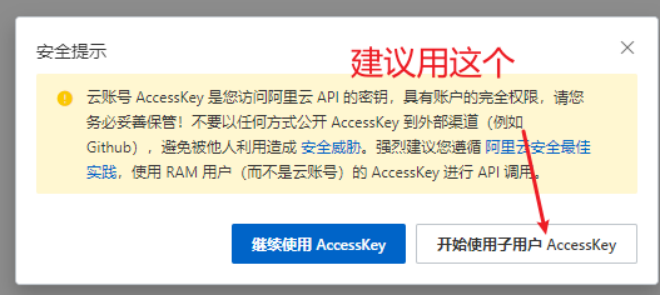 安全提示
建议用这个
云账号 AccessKey 是您访问阿里云 API 的密钥,具有账户的完全权限,请您
务必妥善保管!不要以任何方式公开 AccessKey 到外部渠道(例如
Github),避免被他人利用造成 安全威胁。强烈建议您遵循 阿里云安全最佳
实践,使用 RAM 用户(而不是云账号)的 AccessKey 进行 API 调用。
继续使用 AccessKey
开始使用子用户 AccessKey